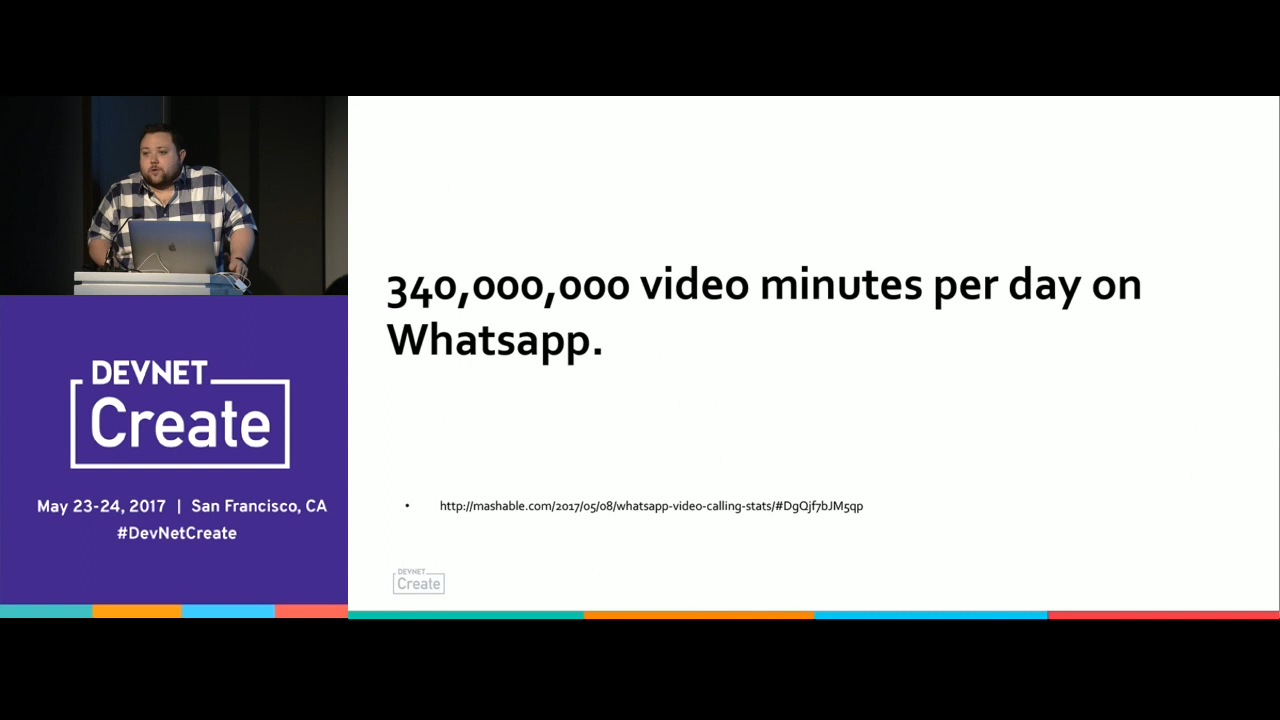 340,000,000 video minutes per day on
Whatsapp.
• http://mashable.com/2017/05/08/whatsapp-video-calling-stats/#DgQjf7bJM5qp
DEVNET
Create
DEVNET
Create
May 23-24, 2017 | San Francisco, CA
#DevNetCreate